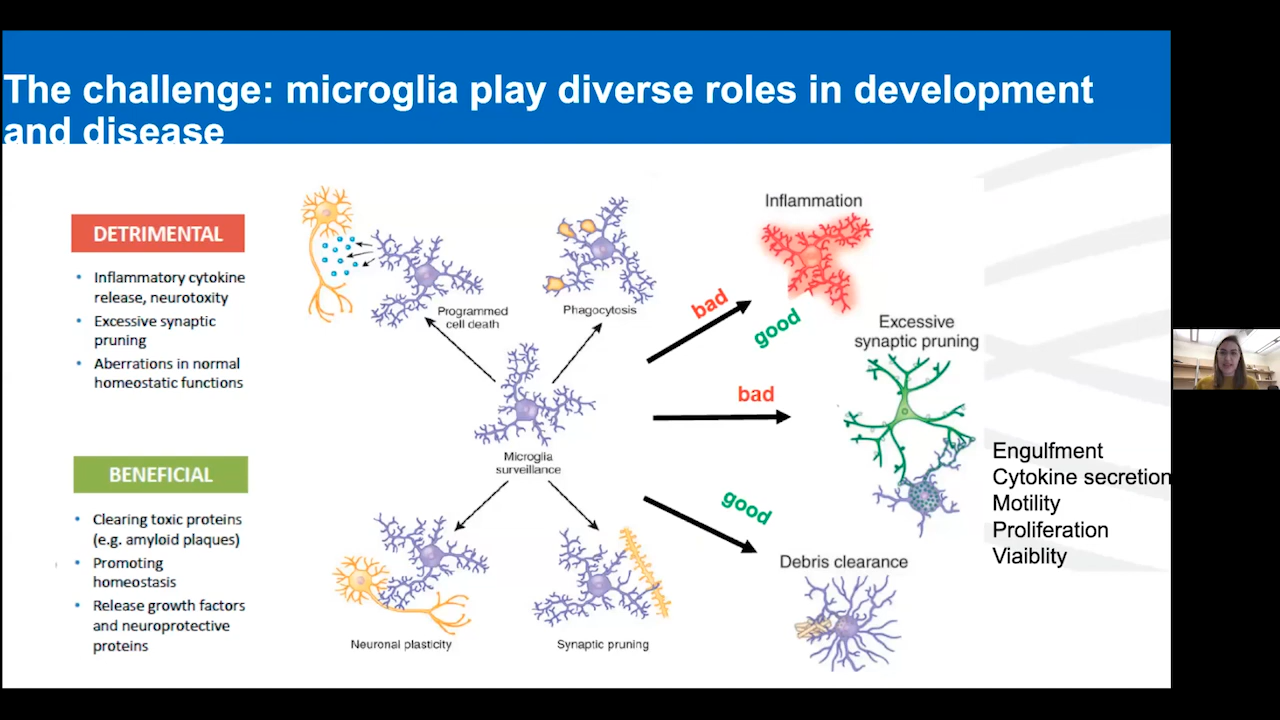 The challenge: microglia play diverse roles in development
and disease
DETRIMENTAL
• Inflammatory cytokine
release, neurotoxity
• Excessive synaptic
pruning
• Aberrations in normal
homeostatic functions
BENEFICIAL
• Clearing toxic proteins
(e.g. amyloid plaques)
• Promoting
homeostasis
• Release growth factors
and neuroprotective
proteins
Programmed
cell death
Phagocytosis
Microglia
surveillance
Neuronal plasticity
Synaptic pruning
bad
good
Inflammation
bad
Excessive
synaptic pruning
good
Debris clearance
Engulfment
Cytokine secretion
Motility
Proliferation
Viaiblity